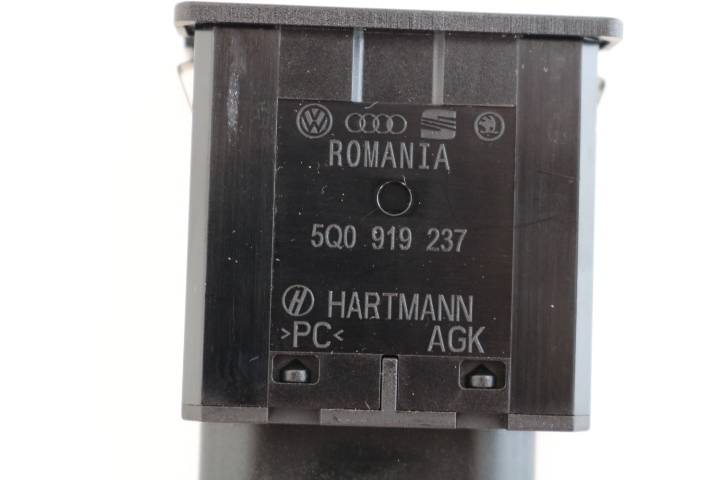 ROMANIA
5Q0 919 237
HARTMANN
>PC< AGK